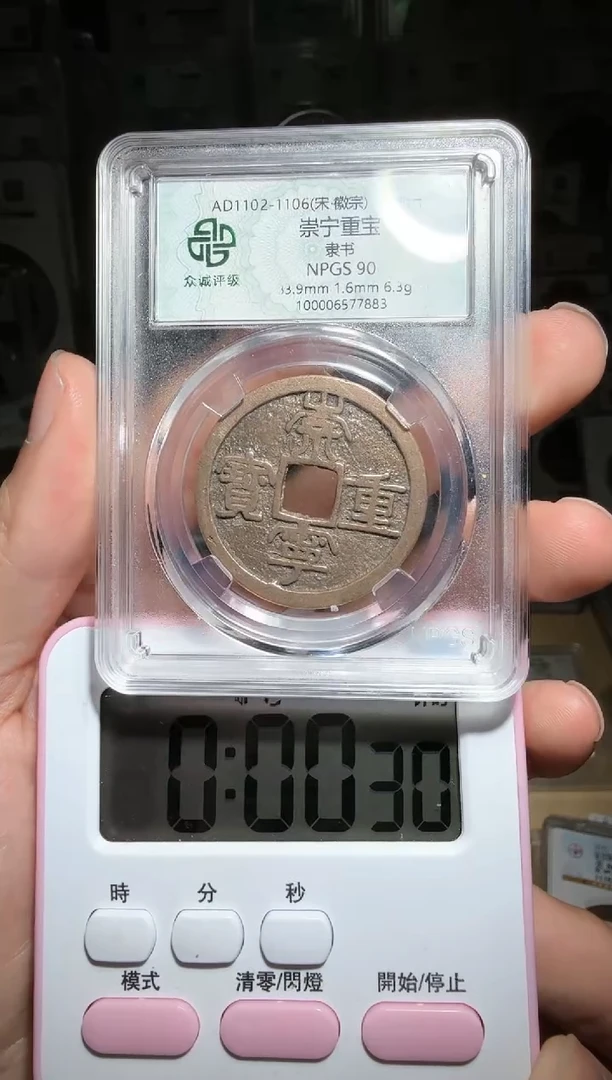 AD1102-1106(宋·徽宗)
崇宁重宝
隶书
众诚评级
NPGS 90
33.9mm 1.6mm 6.3g
100006577883
崇
寶 重
寧
0:00 30
時 分 秒
模式 清零/閃燈 開始/停止